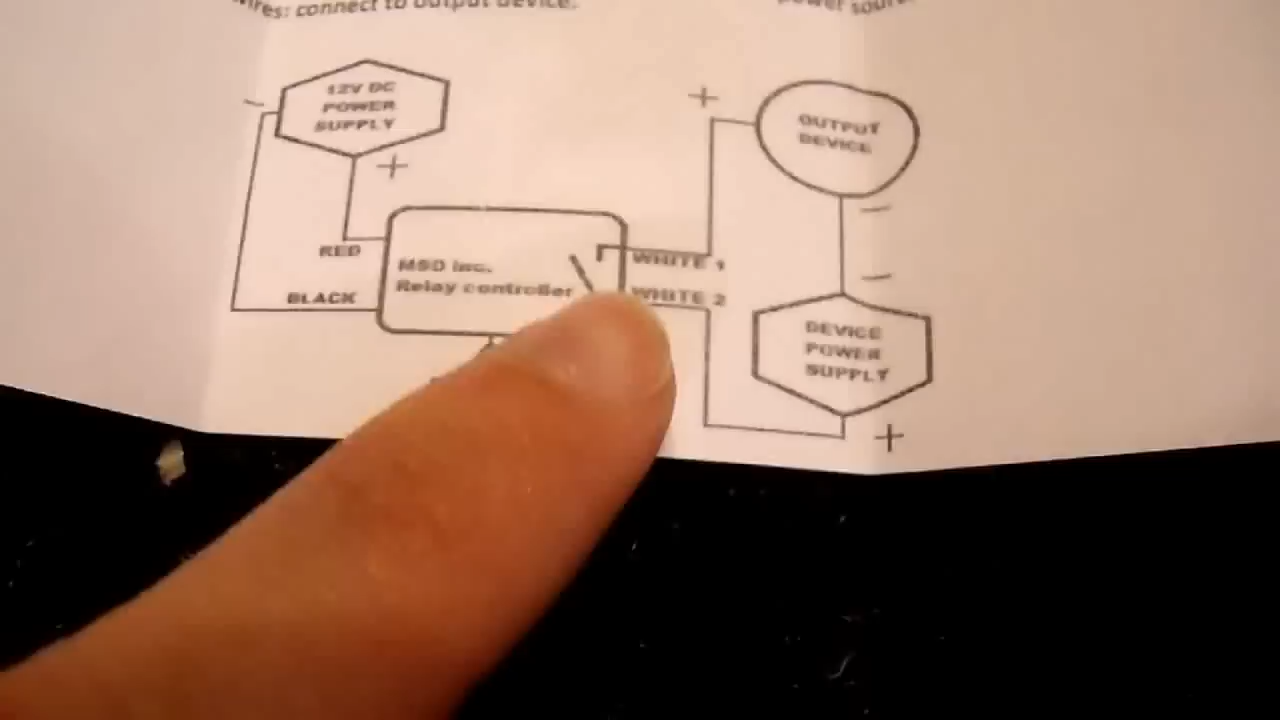 wires: connect to output device.
power
12V DC
POWER
SUPPLY
−
+
RED
BLACK
MSD Inc.
Relay controller
WHITE 1
WHITE 2
+
OUTPUT
DEVICE
−
−
DEVICE
POWER
SUPPLY
+